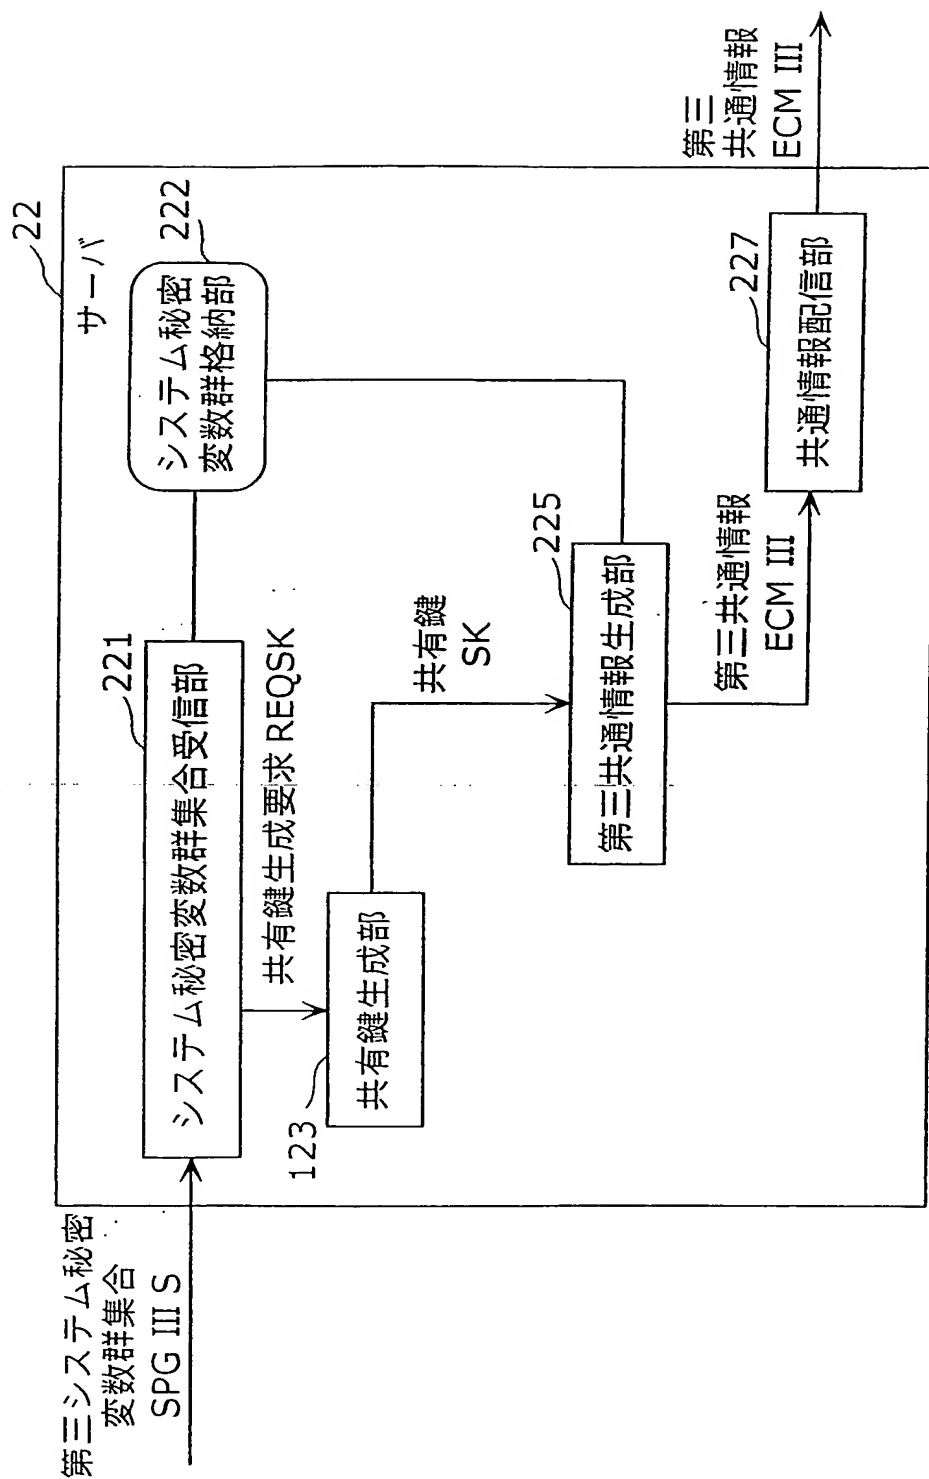 22
サーバ
第三システム秘密
変数群集合
SPG III S
221
システム秘密変数群集合受信部
222
システム秘密
変数群格納部
共有鍵生成要求 REQSK
123
共有鍵生成部
共有鍵
SK
225
第三共通情報生成部
第三共通情報
ECM III
227
共通情報配信部
第三
共通情報
ECM III